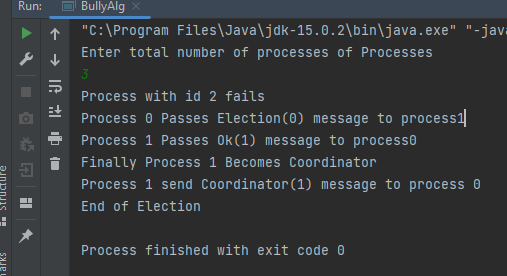 Run: BullyAlg
"C:\Program Files\Java\jdk-15.0.2\bin\java.exe" "-java
Enter total number of processes of Processes
3
Process with id 2 fails
Process 0 Passes Election(0) message to process1
Process 1 Passes Ok(1) message to process0
Finally Process 1 Becomes Coordinator
Process 1 send Coordinator(1) message to process 0
End of Election
Process finished with exit code 0
Structure
marks